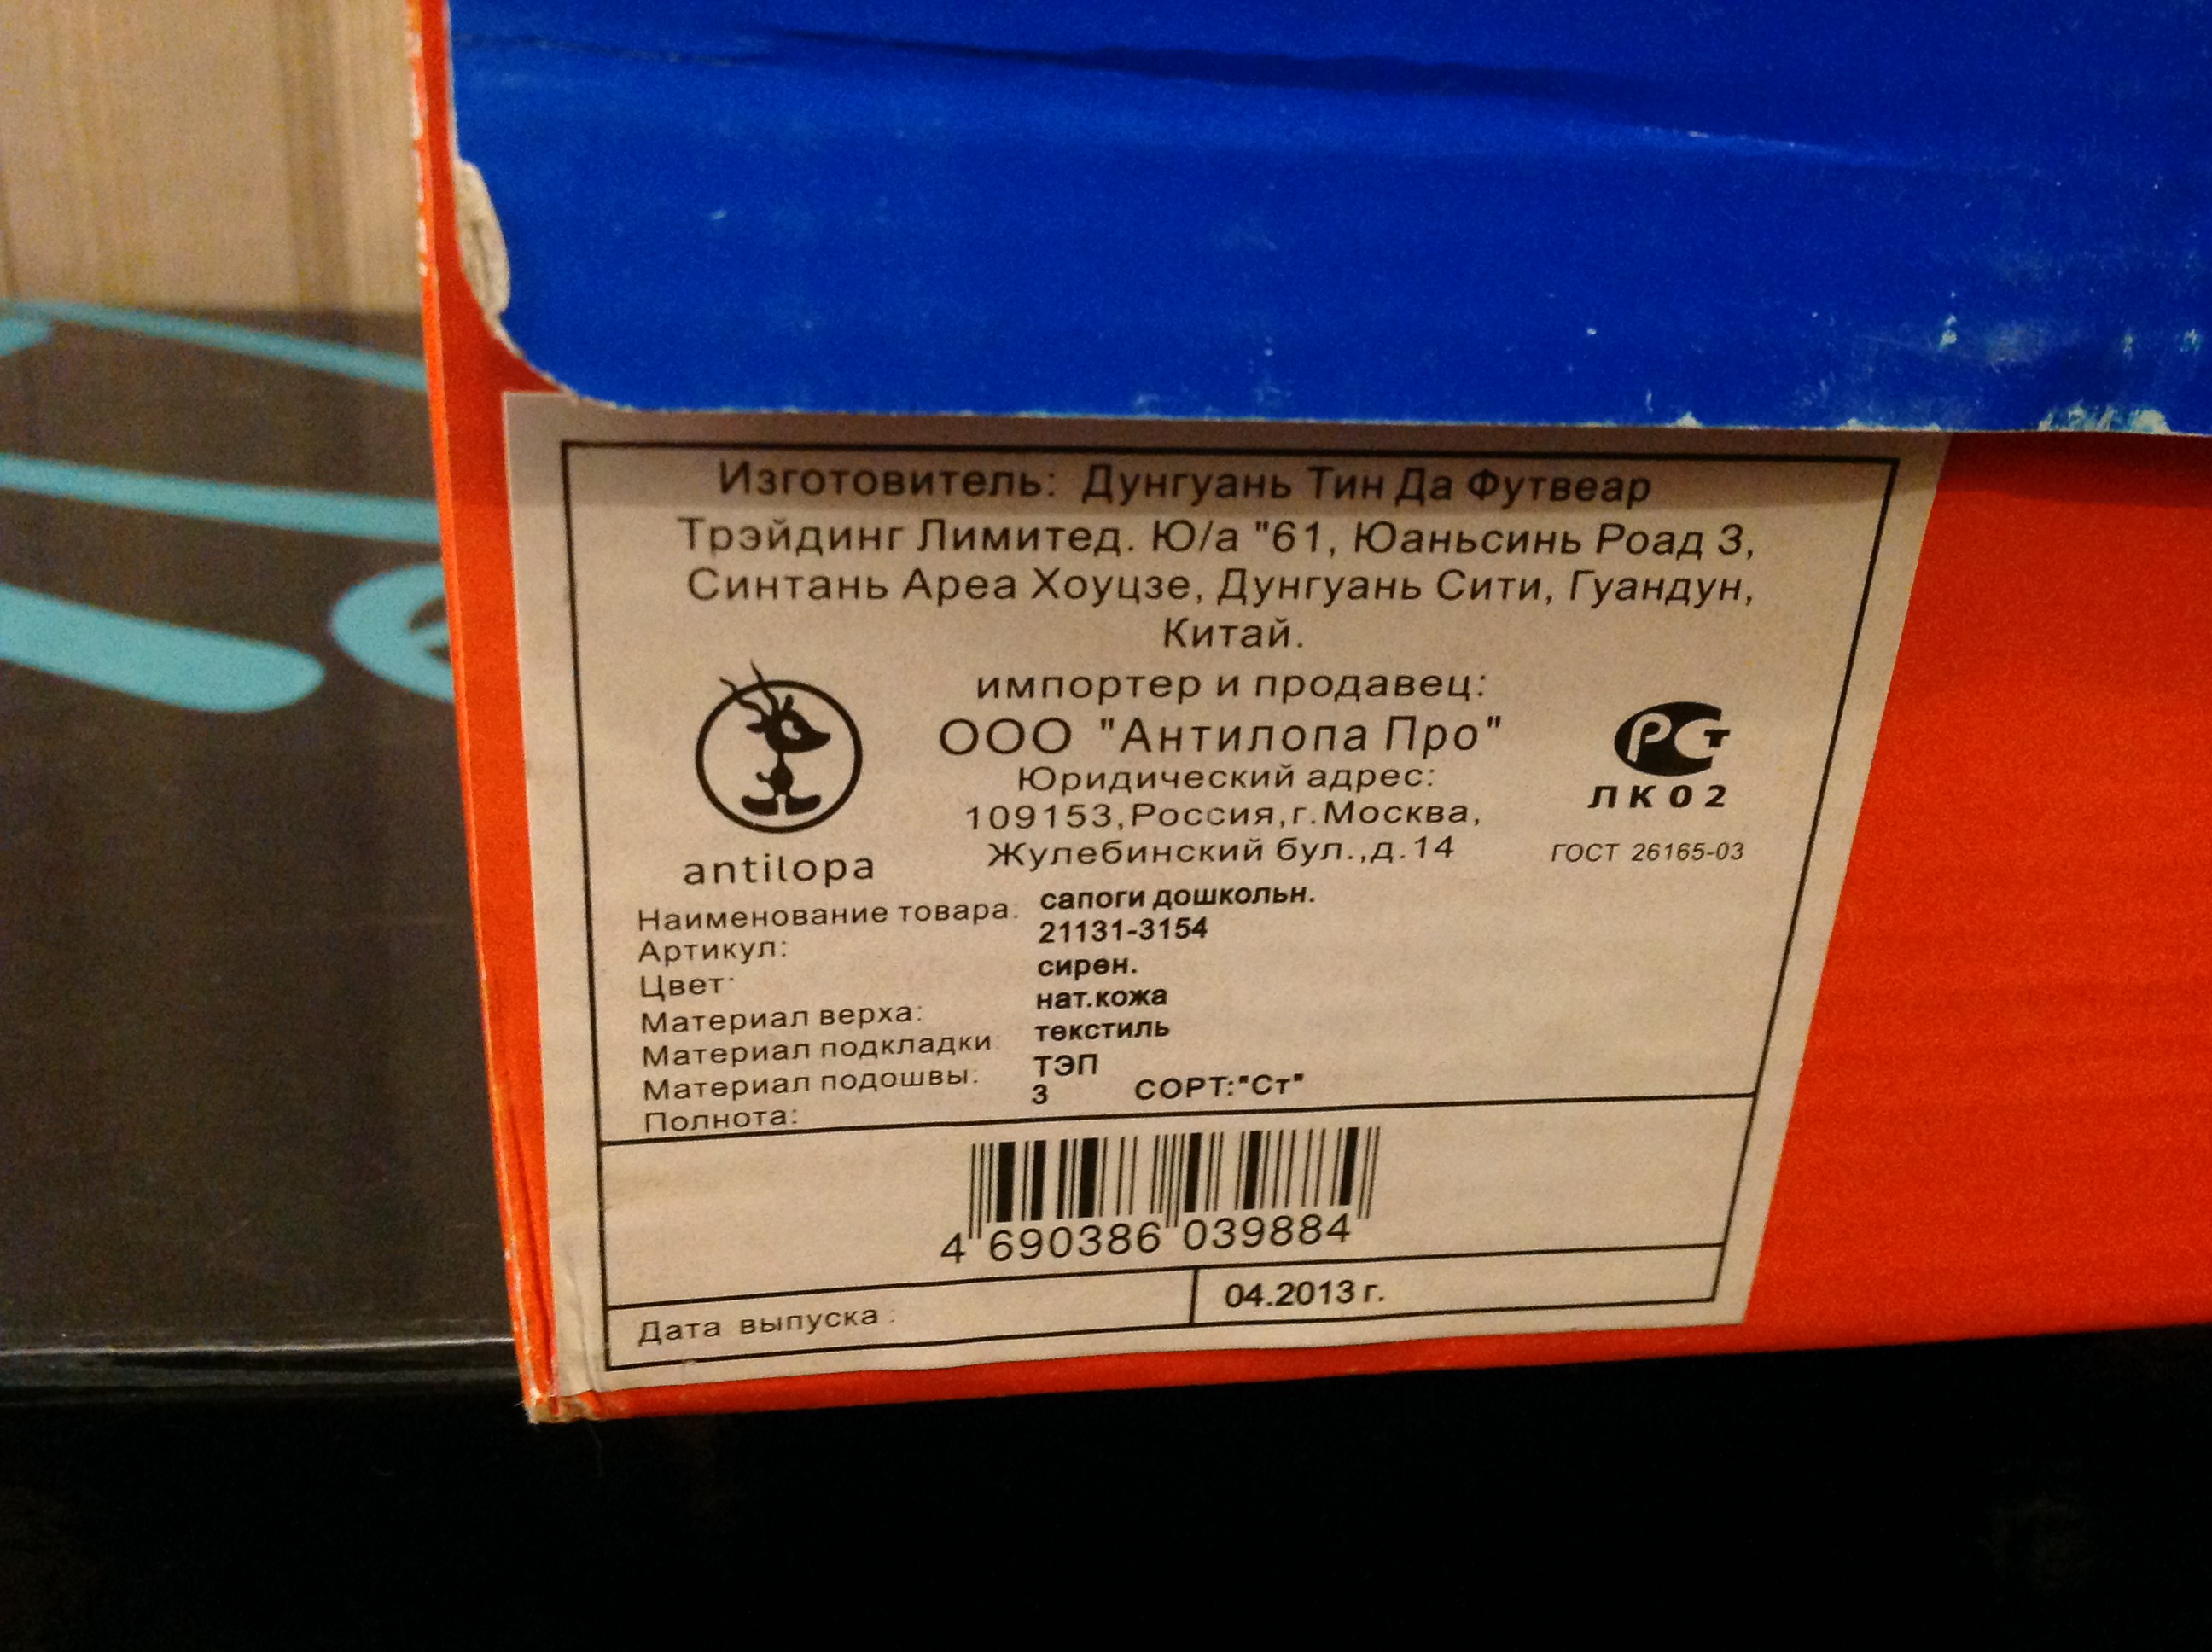 Изготовитель: Дунгуань Тин Да Футвеар
Трэйдинг Лимитед. Ю/а "61, Юаньсинь Роад 3,
Синтань Ареа Хоуцзе, Дунгуань Сити, Гуандун,
Китай.
импортер и продавец:
ООО "Антилопа Про"
Юридический адрес:
109153,Россия,г.Москва,
Жулебинский бул.,д.14
antilopa
РСТ
ЛК02
ГОСТ 26165-03
Наименование товара: сапоги дошкольн.
Артикул: 21131-3154
Цвет: сирен.
Материал верха: нат.кожа
Материал подкладки: текстиль
Материал подошвы: ТЭП
Полнота: 3 СОРТ:"Ст"
4 690386 039884
Дата выпуска : 04.2013 г.